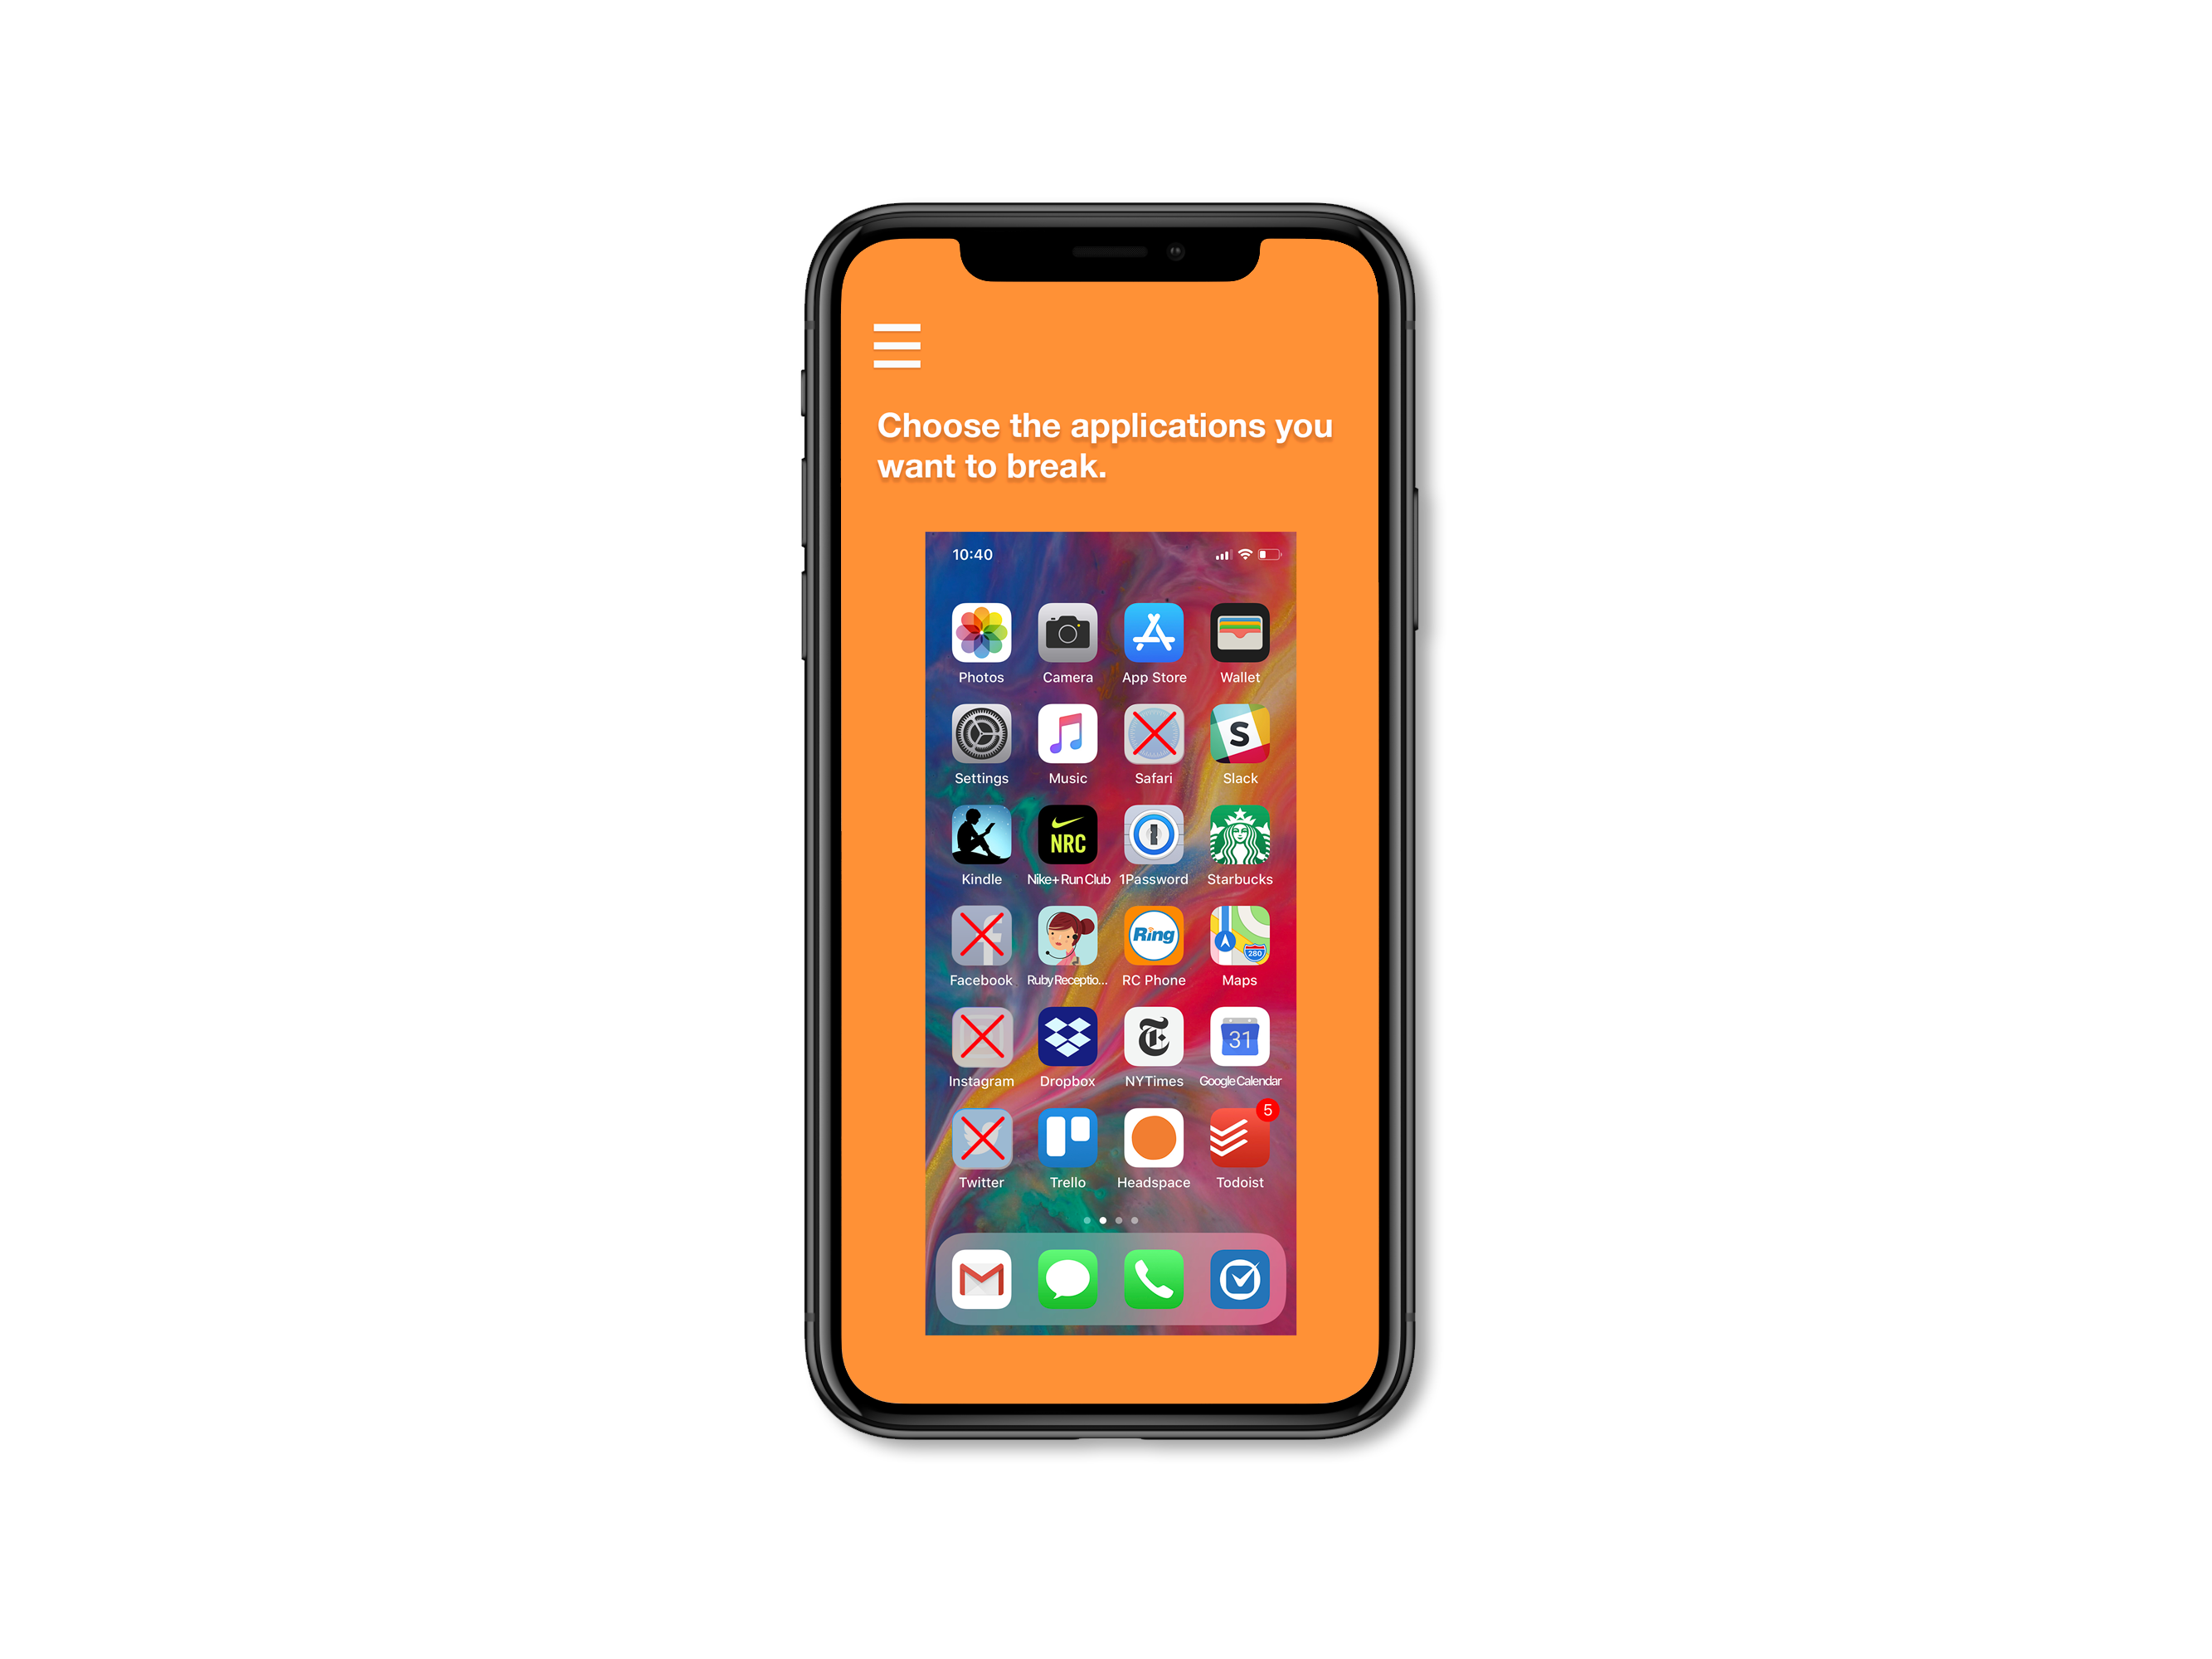 Choose the applications you
want to break.
10:40
Photos Camera App Store Wallet
S
Settings Music Safari Slack
NRC
Kindle Nike+ Run Club 1Password Starbucks
f Ring 280
Facebook Ruby Receptio... RC Phone Maps
T 31
Instagram Dropbox NYTimes Google Calendar
5
Twitter Trello Headspace Todoist